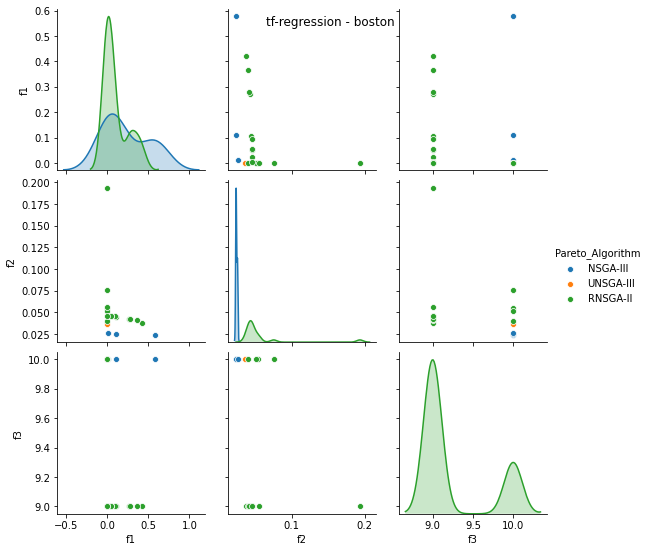 tf-regression - boston
0.6
0.5
0.4
0.3
0.2
0.1
0.0
f1
0.200
0.175
0.150
0.125
0.100
0.075
0.050
0.025
f2
Pareto_Algorithm
NSGA-III
UNSGA-III
RNSGA-II
10.0
9.8
9.6
9.4
9.2
9.0
f3
-0.5 0.0 0.5 1.0
0.1 0.2
9.0 9.5 10.0
f1
f2
f3